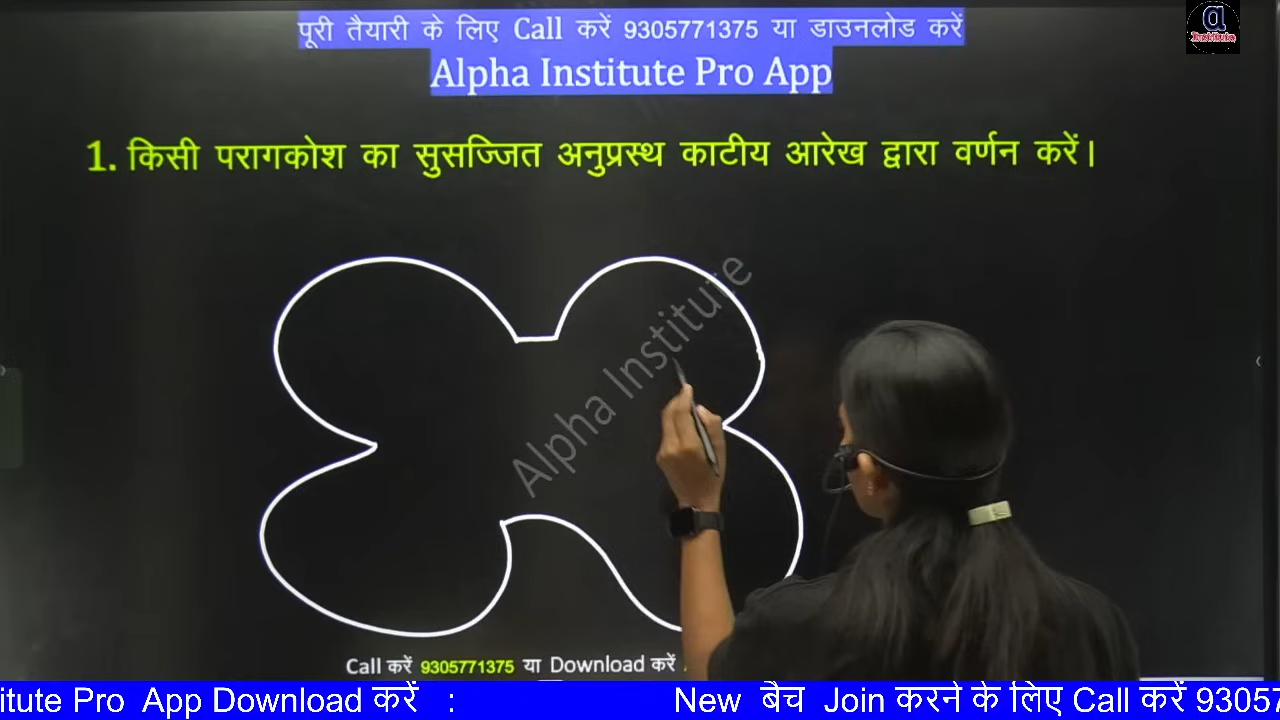 पूरी तैयारी के लिए Call करें 9305771375 या डाउनलोड करें
Alpha Institute Pro App
@
Institute
1. किसी परागकोश का सुसज्जित अनुप्रस्थ काटीय आरेख द्वारा वर्णन करें।
Alpha Institute
Call करें 9305771375 या Download करें
itute Pro App Download करें : New बैच Join करने के लिए Call करें 93057